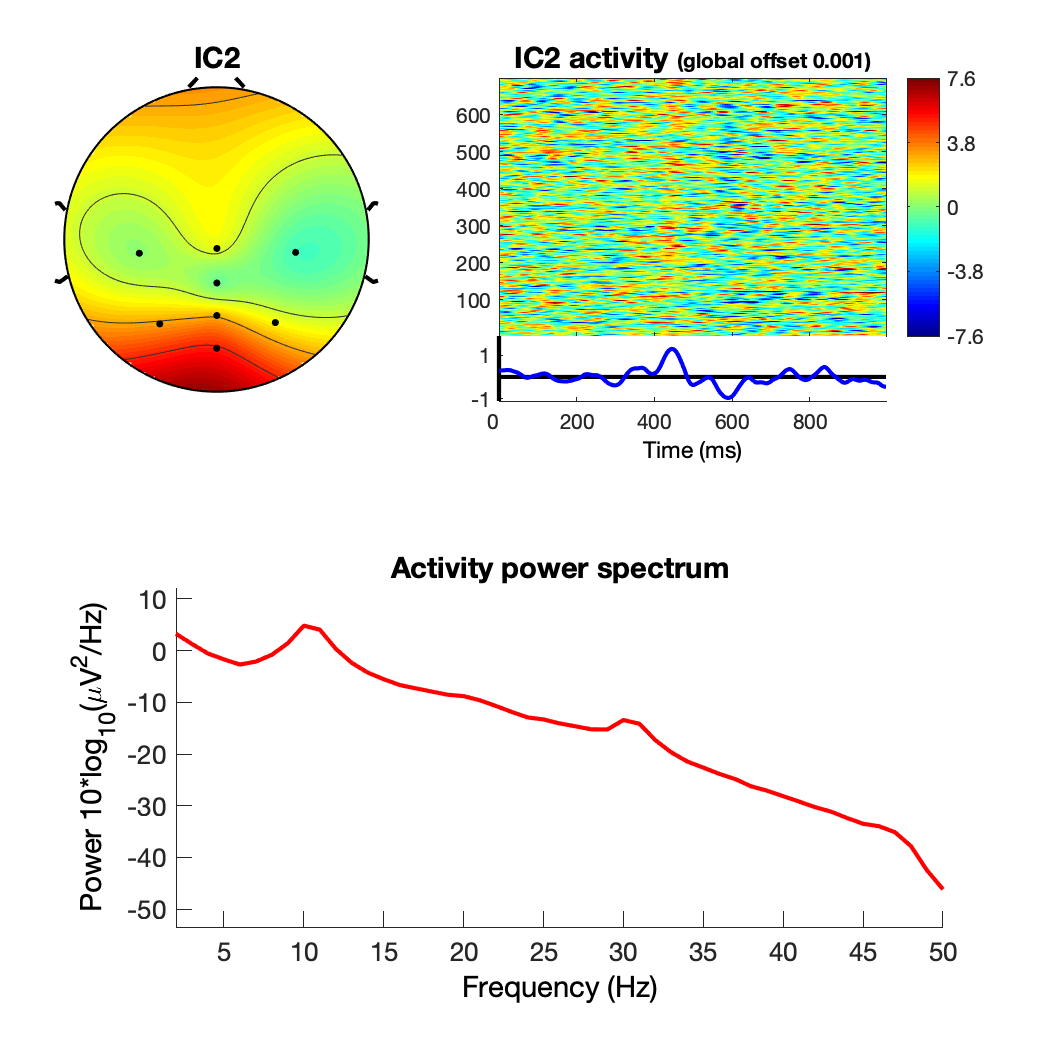 IC2
IC2 activity (global offset 0.001)
600
500
400
300
200
100
7.6
3.8
0
-3.8
-7.6
1
-1
0 200 400 600 800
Time (ms)
Activity power spectrum
10
0
-10
-20
-30
-40
-50
Power 10*log10(μV2/Hz)
5 10 15 20 25 30 35 40 45 50
Frequency (Hz)